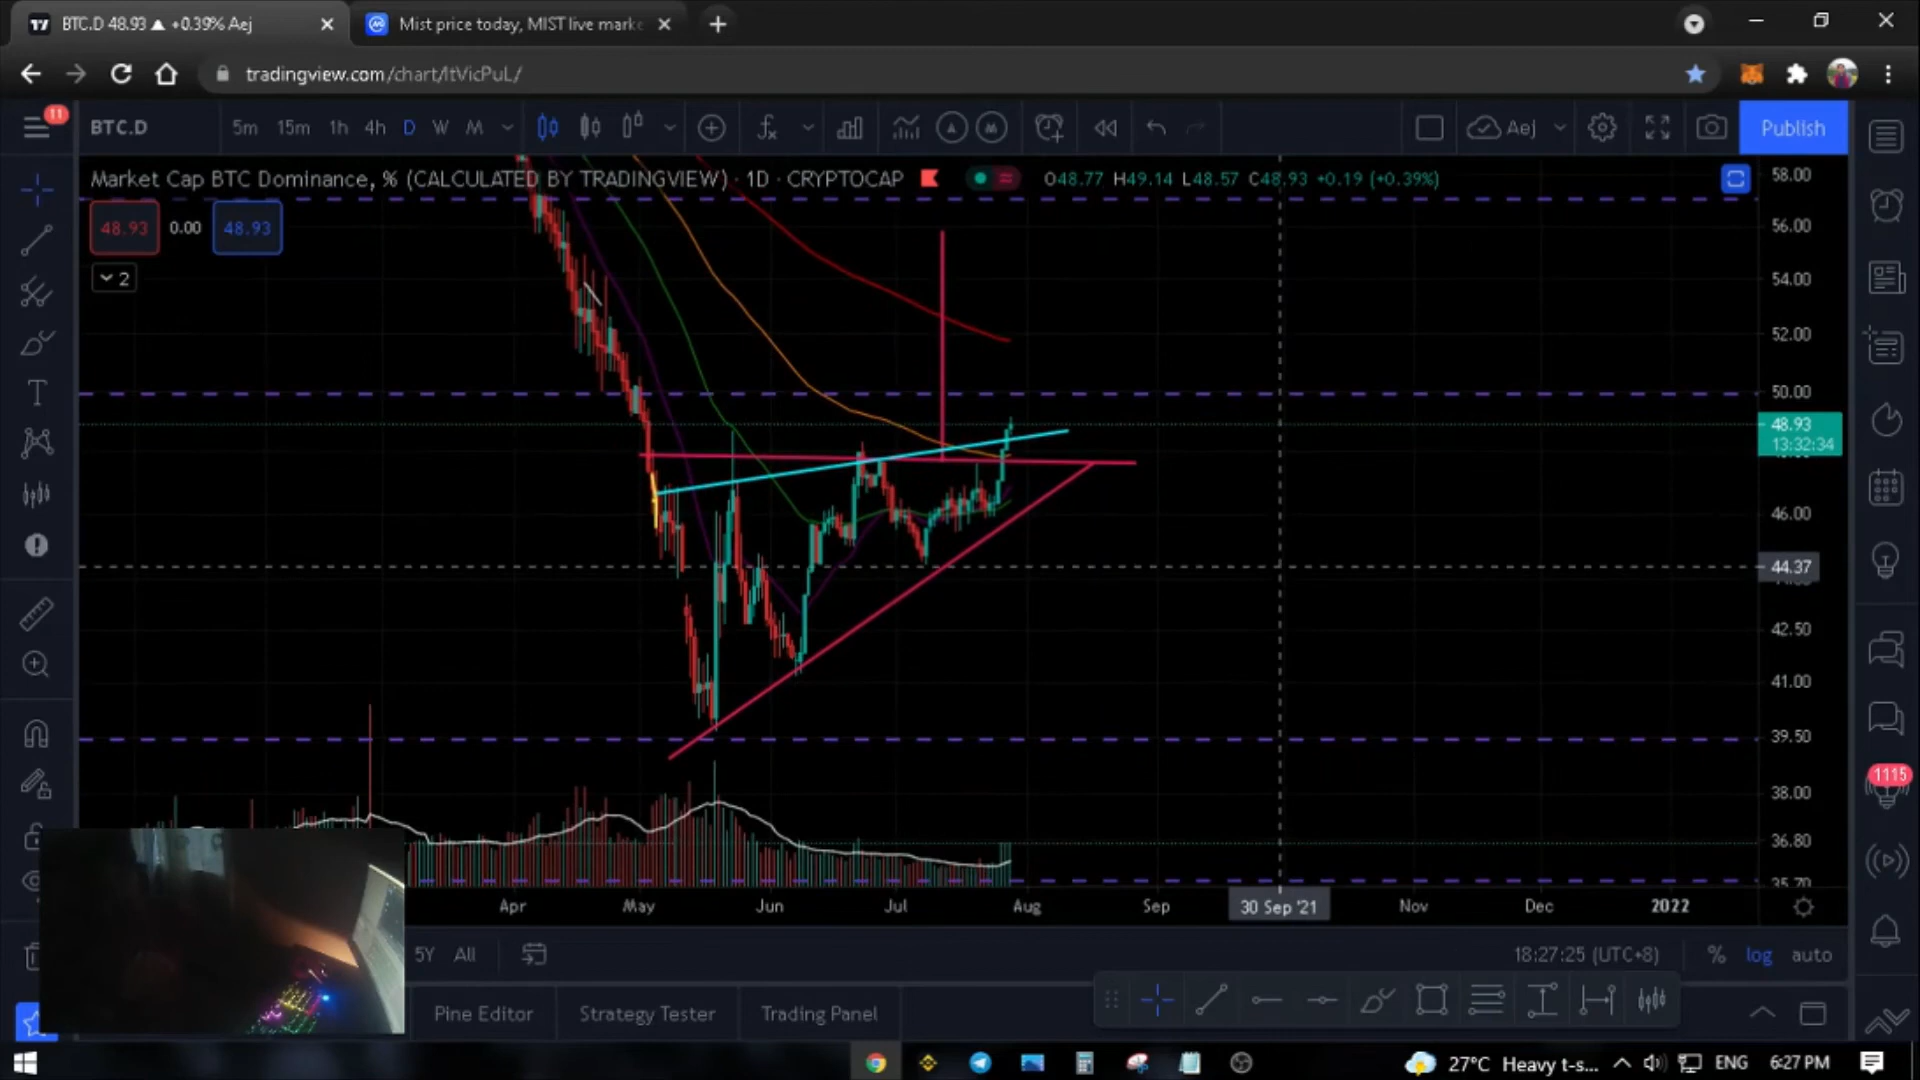 BTC.D 48.93 ▲ +0.39% Aej
Mist price today, MIST live marke
tradingview.com/chart/ItVicPuL/
11
BTC.D 5m 15m 1h 4h D W M Aej Publish
Market Cap BTC Dominance, % (CALCULATED BY TRADINGVIEW) · 1D · CRYPTOCAP O48.77 H49.14 L48.57 C48.93 +0.19 (+0.39%)
48.93 0.00 48.93
2
58.00
56.00
54.00
52.00
50.00
48.93
13:32:34
46.00
44.37
42.50
41.00
39.50
38.00
36.80
35.70
1115
Apr May Jun Jul Aug Sep 30 Sep '21 Nov Dec 2022
5Y All 18:27:25 (UTC+8) % log auto
Pine Editor Strategy Tester Trading Panel
27°C Heavy t-s... ENG 6:27 PM